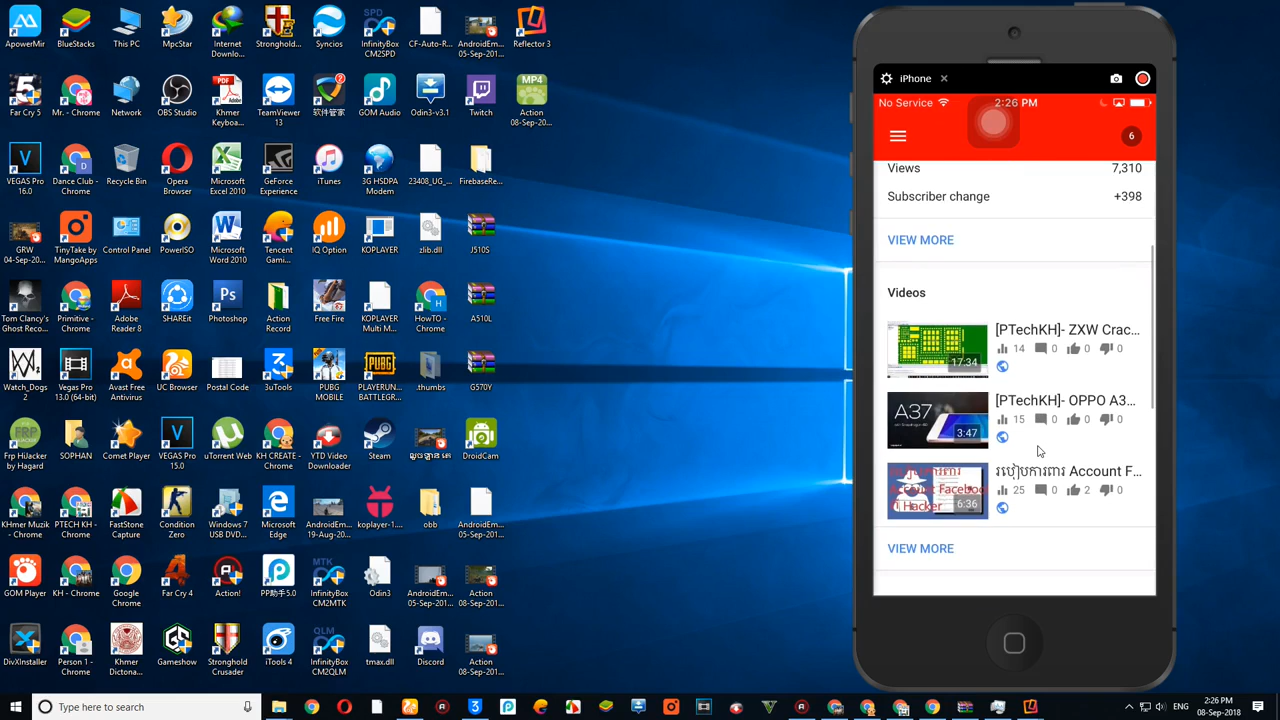 ApowerMir
BlueStacks
This PC
MpcStar
Internet
Downlo...
Stronghold...
Syncios
InfinityBox
CM2SPD
CF-Auto-R...
AndroidEm...
05-Sep-201...
Reflector 3
Far Cry 5
Mr. - Chrome
Network
OBS Studio
Khmer
Keyboa...
TeamViewer
13
软件管家
GOM Audio
Odin3-v3.1
Twitch
Action
08-Sep-20...
VEGAS Pro
16.0
Dance Club -
Chrome
Recycle Bin
Opera
Browser
Microsoft
Excel 2010
GeForce
Experience
iTunes
3G HSDPA
Modem
23408_UG_...
FirebaseRe...
GRW
04-Sep-20...
TinyTake by
MangoApps
Control Panel
PowerISO
Microsoft
Word 2010
Tencent
Gami...
IQ Option
KOPLAYER
zlib.dll
J510S
Tom Clancy's
Ghost Reco...
Primitive -
Chrome
Adobe
Reader 8
SHAREit
Photoshop
Action
Record
Free Fire
KOPLAYER
Multi M...
HowTO -
Chrome
A510L
Watch_Dogs
2
Vegas Pro
13.0 (64-bit)
Avast Free
Antivirus
UC Browser
Postal Code
3uTools
PUBG
MOBILE
PLAYERUN...
BATTLEGR...
.thumbs
G570Y
Frp HiJacker
by Hagard
SOPHAN
Comet Player
VEGAS Pro
15.0
uTorrent Web
KH CREATE -
Chrome
YTD Video
Downloader
Steam
DroidCam
KHmer Muzik
- Chrome
PTECH KH -
Chrome
FastStone
Capture
Condition
Zero
Windows 7
USB DVD...
Microsoft
Edge
AndroidEm...
19-Aug-20...
koplayer-1....
obb
AndroidEm...
05-Sep-201...
GOM Player
KH - Chrome
Google
Chrome
Far Cry 4
Action!
PP助手5.0
InfinityBox
CM2MTK
Odin3
AndroidEm...
05-Sep-201...
Action
08-Sep-201...
DivXInstaller
Person 1 -
Chrome
Khmer
Dictona...
Gameshow
Stronghold
Crusader
iTools 4
InfinityBox
CM2QLM
tmax.dll
Discord
Action
08-Sep-201...
iPhone
No Service
2:26 PM
6
Views 7,310
Subscriber change +398
VIEW MORE
Videos
[PTechKH]- ZXW Crac...
17:34
14 0 0 0
[PTechKH]- OPPO A3...
A37
3:47
15 0 0 0
របៀបការពារ Account F...
6:36
25 0 2 0
VIEW MORE
Type here to search
ENG
2:26 PM
08-Sep-2018